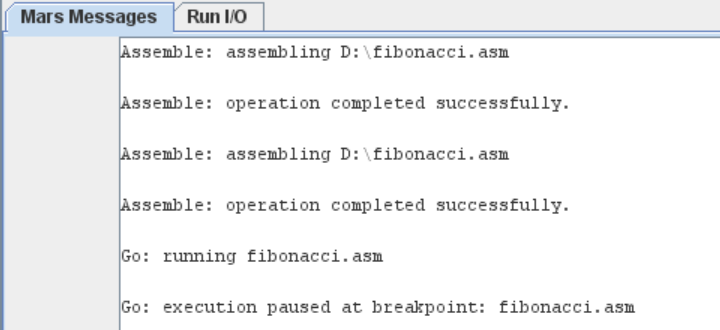 Mars Messages Run I/O
Assemble: assembling D:\fibonacci.asm
Assemble: operation completed successfully.
Assemble: assembling D:\fibonacci.asm
Assemble: operation completed successfully.
Go: running fibonacci.asm
Go: execution paused at breakpoint: fibonacci.asm